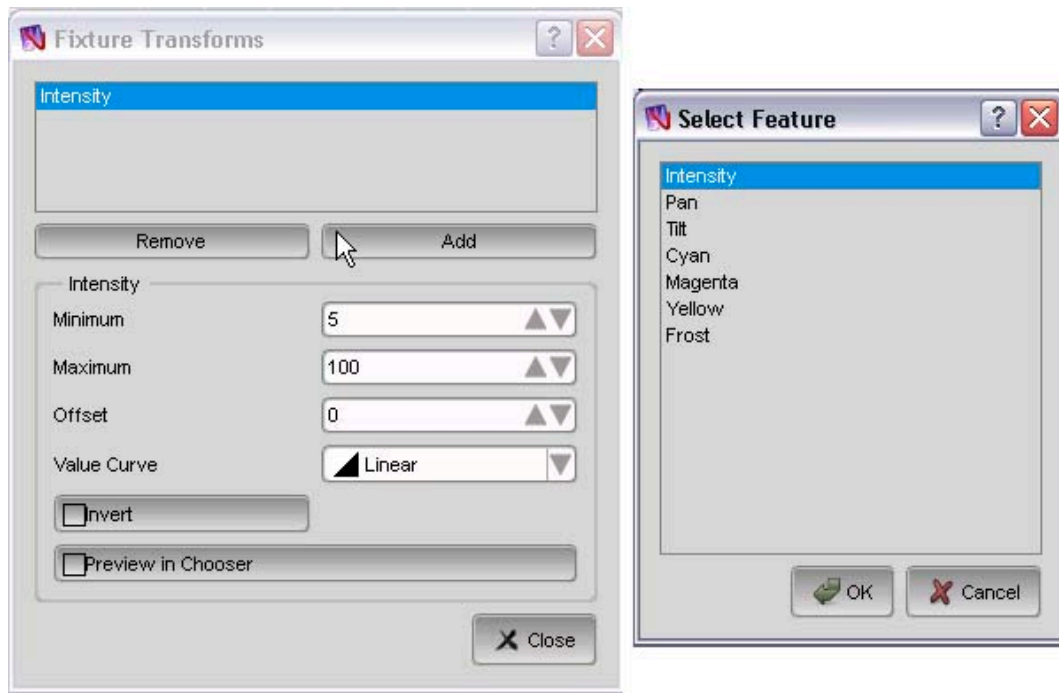 Fixture Transforms
Intensity
Remove
Add
Intensity
Minimum
5
Maximum
100
Offset
0
Value Curve
Linear
Invert
Preview in Chooser
Close
Select Feature
Intensity
Pan
Tilt
Cyan
Magenta
Yellow
Frost
OK
Cancel